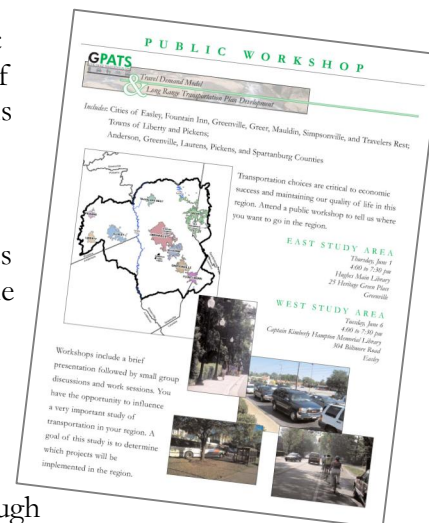 of
s
s
e
ugh
PUBLIC WORKSHOP
GPATS
Travel Demand Model
& Long Range Transportation Plan Development
Includes: Cities of Easley, Fountain Inn, Greenville, Greer, Mauldin, Simpsonville, and Travelers Rest;
Towns of Liberty and Pickens;
Anderson, Greenville, Laurens, Pickens, and Spartanburg Counties
Transportation choices are critical to economic
success and maintaining our quality of life in this
region. Attend a public workshop to tell us where
you want to go in the region.
EAST STUDY AREA
Thursday, June 1
4:00 to 7:30 pm
Hughes Main Library
25 Heritage Green Place
Greenville
WEST STUDY AREA
Tuesday, June 6
4:00 to 7:30 pm
Captain Kimberly Hampton Memorial Library
304 Biltmore Road
Easley
Workshops include a brief
presentation followed by small group
discussions and work sessions. You
have the opportunity to influence
a very important study of
transportation in your region. A
goal of this study is to determine
which projects will be
implemented in the region.